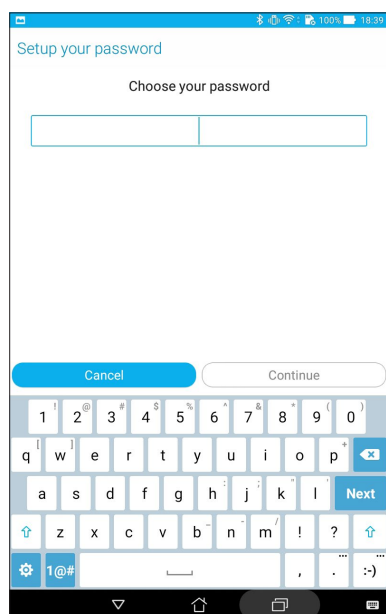 100% 18:39
Setup your password
Choose your password
Cancel Continue
! @ # $ % ^ & * ( )
1 2 3 4 5 6 7 8 9 0
[ ] ÷
q w e r t y u i o p
: ; " '
a s d f g h j k l Next
_ - /
z x c v b n m ! ?
1@# , . ... :-) ...